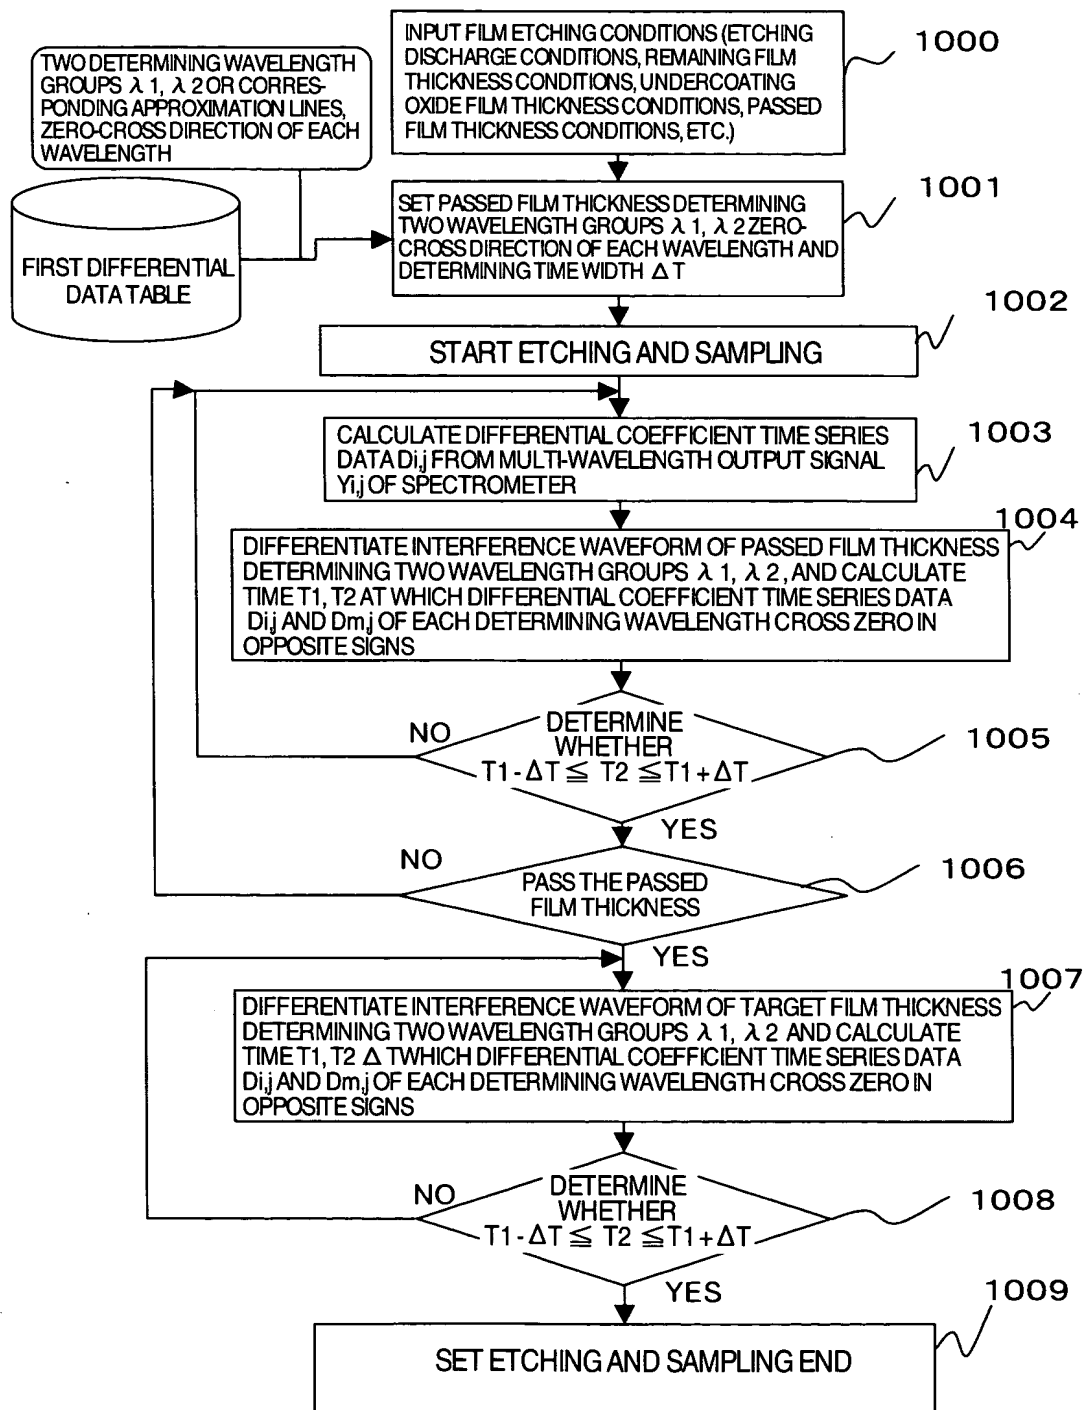 INPUT FILM ETCHING CONDITIONS (ETCHING
DISCHARGE CONDITIONS, REMAINING FILM
THICKNESS CONDITIONS, UNDERCOATING
OXIDE FILM THICKNESS CONDITIONS, PASSED
FILM THICKNESS CONDITIONS, ETC.)
1000
TWO DETERMINING WAVELENGTH
GROUPS λ 1, λ 2 OR CORRES-
PONDING APPROXIMATION LINES,
ZERO-CROSS DIRECTION OF EACH
WAVELENGTH
FIRST DIFFERENTIAL
DATA TABLE
SET PASSED FILM THICKNESS DETERMINING
TWO WAVELENGTH GROUPS λ 1, λ 2 ZERO-
CROSS DIRECTION OF EACH WAVELENGTH AND
DETERMINING TIME WIDTH ΔT
1001
START ETCHING AND SAMPLING
1002
CALCULATE DIFFERENTIAL COEFFICIENT TIME SERIES
DATA Di,j FROM MULTI-WAVELENGTH OUTPUT SIGNAL
Yi,j OF SPECTROMETER
1003
DIFFERENTIATE INTERFERENCE WAVEFORM OF PASSED FILM THICKNESS
DETERMINING TWO WAVELENGTH GROUPS λ 1, λ 2, AND CALCULATE
TIME T1, T2 AT WHICH DIFFERENTIAL COEFFICIENT TIME SERIES DATA
Di,j AND Dm,j OF EACH DETERMINING WAVELENGTH CROSS ZERO IN
OPPOSITE SIGNS
1004
DETERMINE
WHETHER
T1-ΔT ≦ T2 ≦T1+ΔT
NO
YES
1005
PASS THE PASSED
FILM THICKNESS
NO
YES
1006
DIFFERENTIATE INTERFERENCE WAVEFORM OF TARGET FILM THICKNESS
DETERMINING TWO WAVELENGTH GROUPS λ 1, λ 2 AND CALCULATE
TIME T1, T2 Δ TWHICH DIFFERENTIAL COEFFICIENT TIME SERIES DATA
Di,j AND Dm,j OF EACH DETERMINING WAVELENGTH CROSS ZERO IN
OPPOSITE SIGNS
1007
DETERMINE
WHETHER
T1-ΔT ≦ T2 ≦T1+ΔT
NO
YES
1008
SET ETCHING AND SAMPLING END
1009